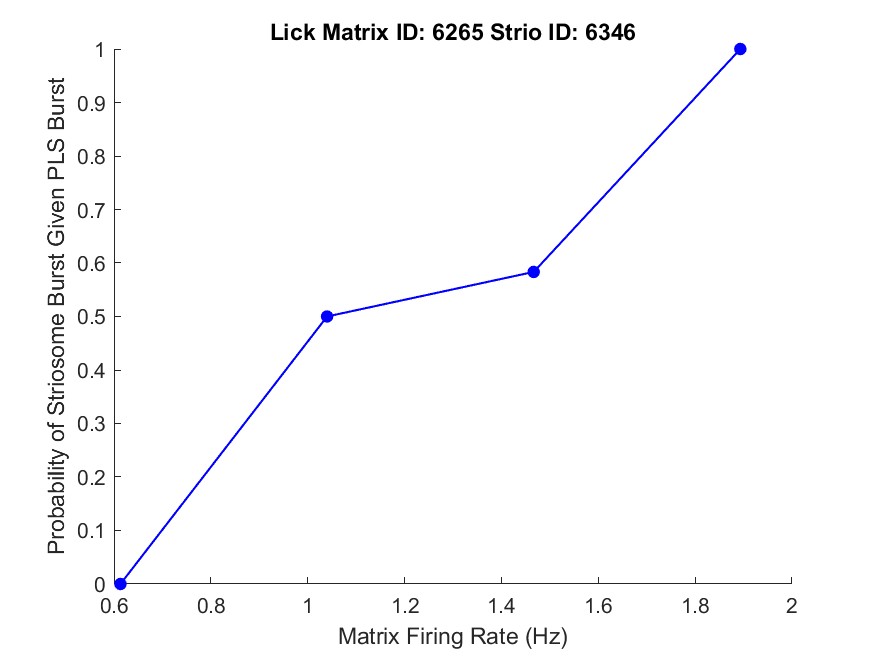 Lick Matrix ID: 6265 Strio ID: 6346
Probability of Striosome Burst Given PLS Burst
1
0.9
0.8
0.7
0.6
0.5
0.4
0.3
0.2
0.1
0
0.6 0.8 1 1.2 1.4 1.6 1.8 2
Matrix Firing Rate (Hz)